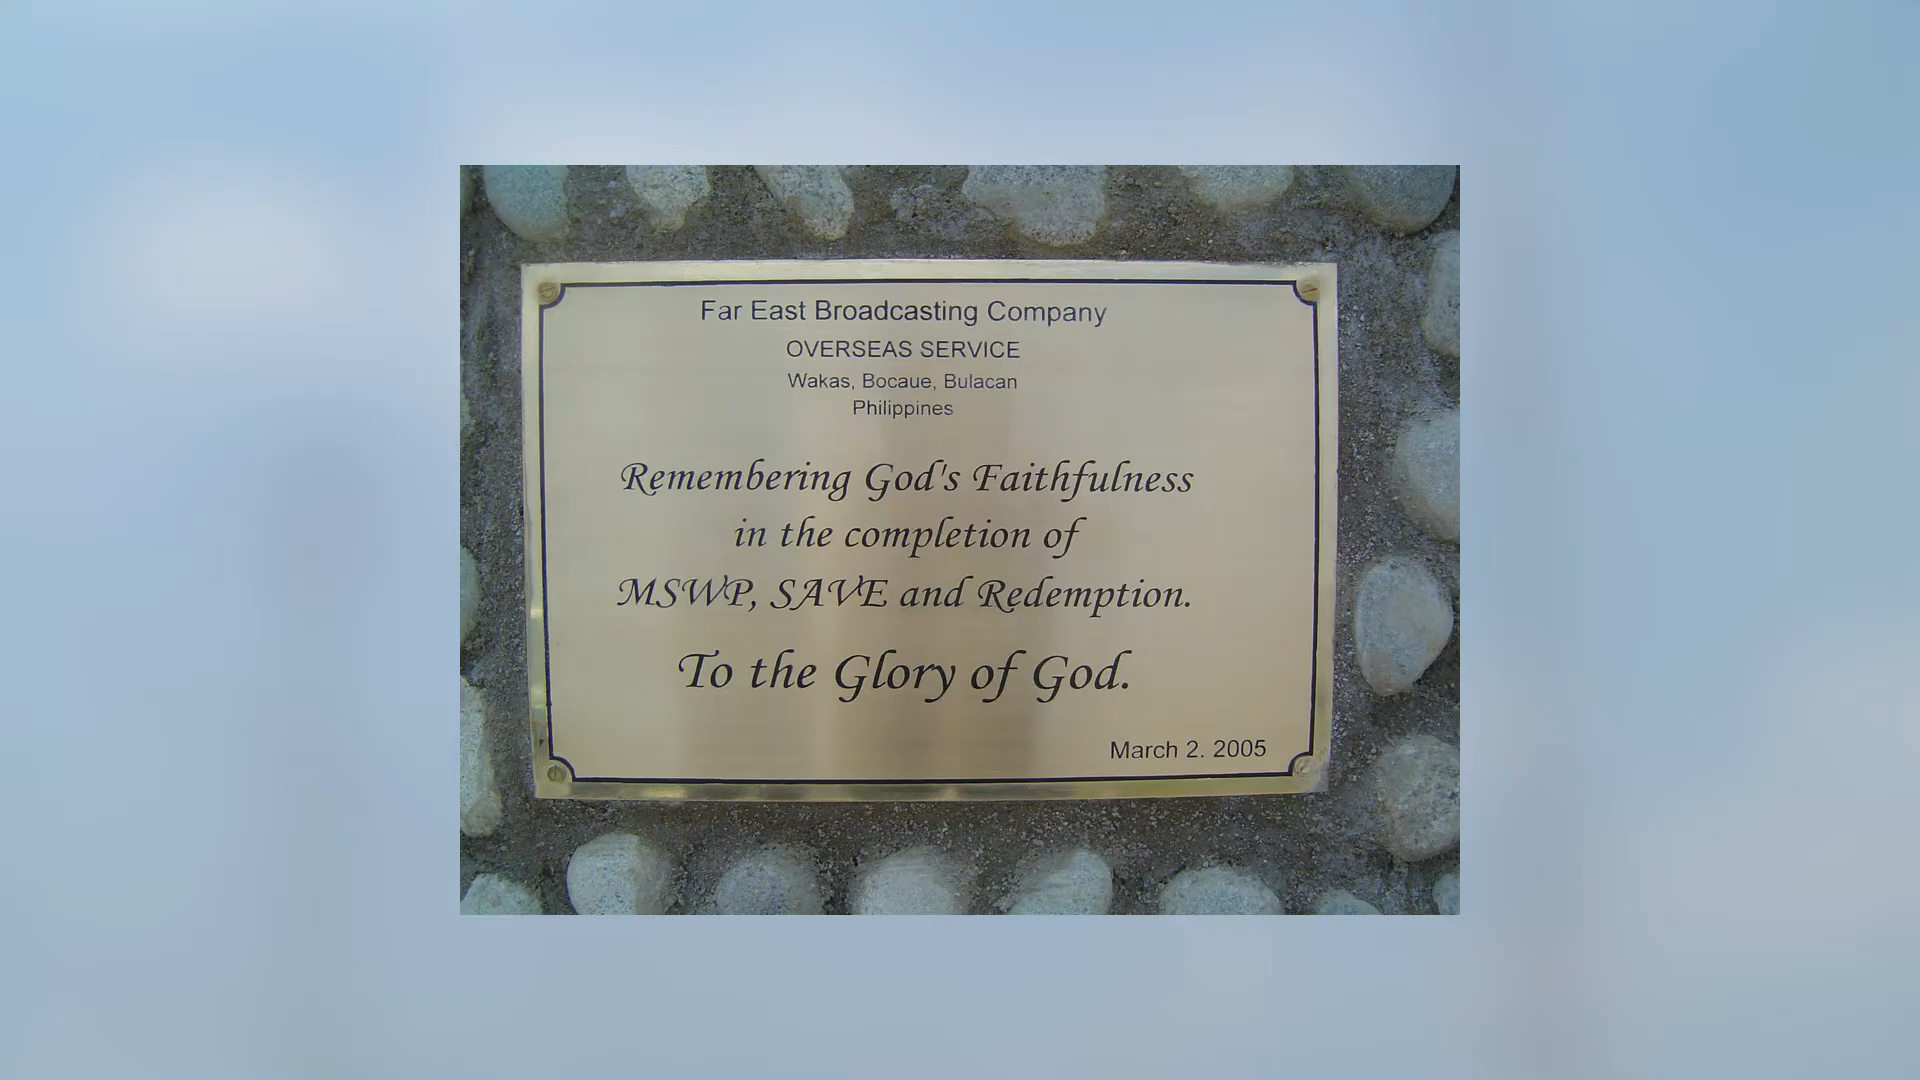 Far East Broadcasting Company
OVERSEAS SERVICE
Wakas, Bocaue, Bulacan
Philippines
Remembering God's Faithfulness
in the completion of
MSWP, SAVE and Redemption.
To the Glory of God.
March 2. 2005